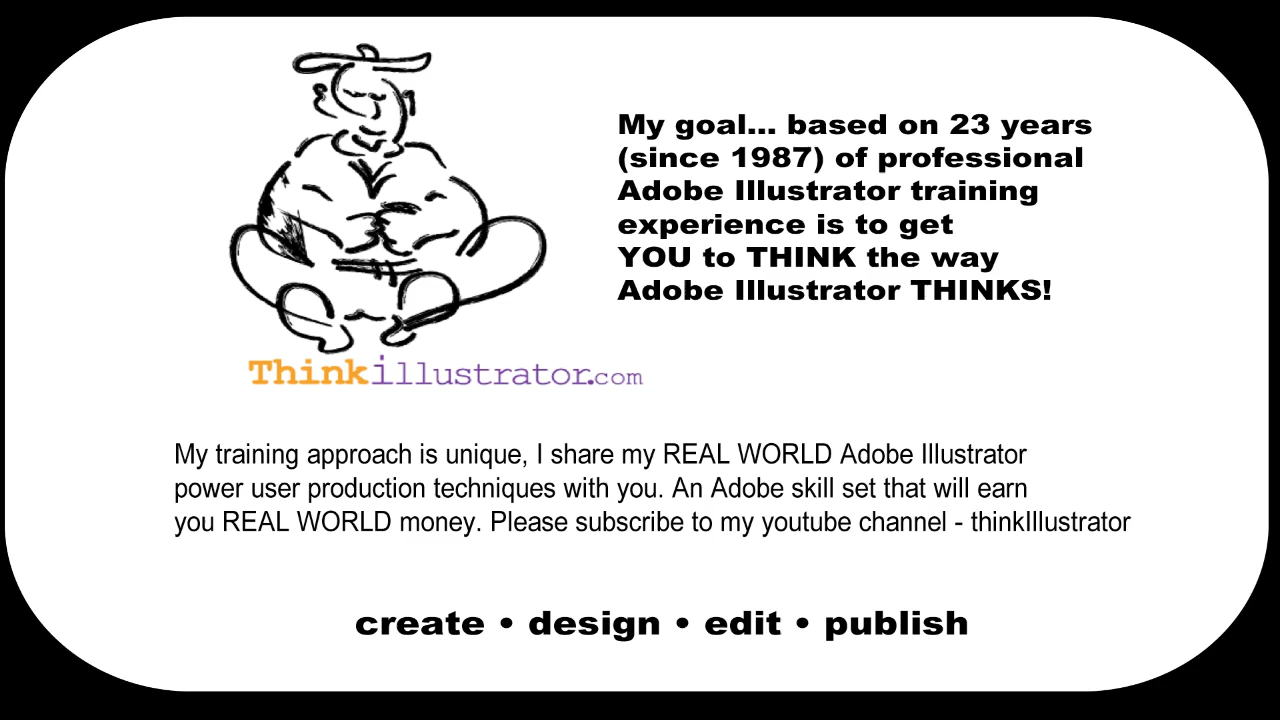 My goal... based on 23 years
(since 1987) of professional
Adobe Illustrator training
experience is to get
YOU to THINK the way
Adobe Illustrator THINKS!
Thinkillustrator.com
My training approach is unique, I share my REAL WORLD Adobe Illustrator
power user production techniques with you. An Adobe skill set that will earn
you REAL WORLD money. Please subscribe to my youtube channel - thinkIllustrator
create • design • edit • publish